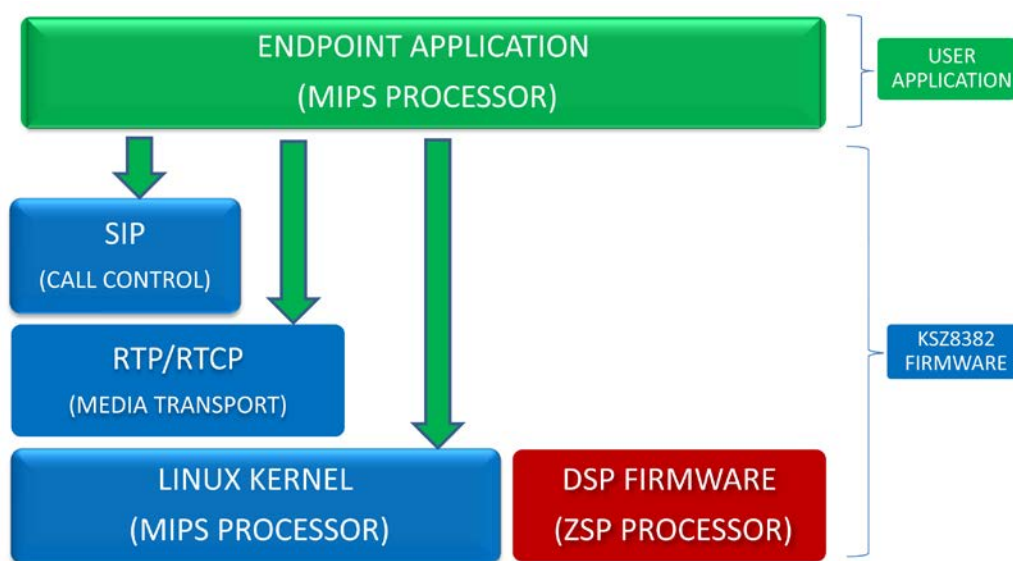 ENDPOINT APPLICATION
(MIPS PROCESSOR)
USER
APPLICATION
SIP
(CALL CONTROL)
RTP/RTCP
(MEDIA TRANSPORT)
KSZ8382
FIRMWARE
LINUX KERNEL
(MIPS PROCESSOR)
DSP FIRMWARE
(ZSP PROCESSOR)